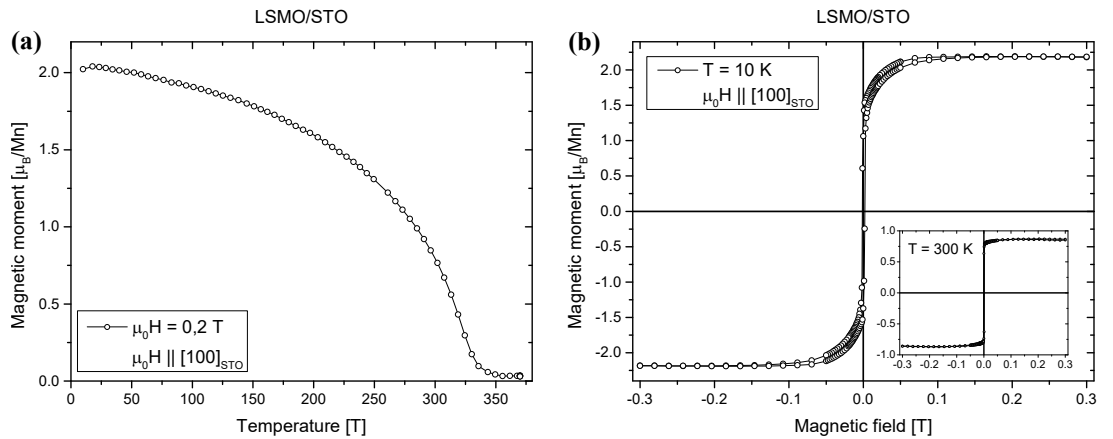 LSMO/STO
(a)
Magnetic moment [μ_B/Mn]
2.0
1.5
1.0
0.5
0.0
0 50 100 150 200 250 300 350
Temperature [T]
μ₀H = 0,2 T
μ₀H || [100]_STO
LSMO/STO
(b)
Magnetic moment [μ_B/Mn]
2.0
1.5
1.0
0.5
0.0
-0.5
-1.0
-1.5
-2.0
-0.3 -0.2 -0.1 0.0 0.1 0.2 0.3
Magnetic field [T]
T = 10 K
μ₀H || [100]_STO
T = 300 K
1.0
0.5
0.0
-0.5
-1.0
-0.3 -0.2 -0.1 0.0 0.1 0.2 0.3